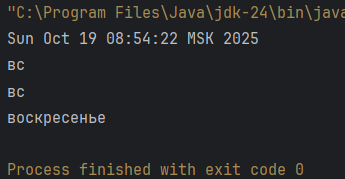 "C:\Program Files\Java\jdk-24\bin\java
Sun Oct 19 08:54:22 MSK 2025
вс
вс
воскресенье
Process finished with exit code 0